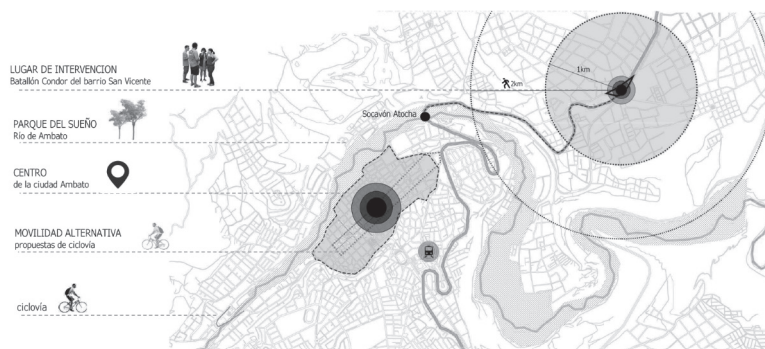 LUGAR DE INTERVENCION
Batallón Condor del barrio San Vicente
PARQUE DEL SUEÑO
Río de Ambato
CENTRO
de la ciudad Ambato
MOVILIDAD ALTERNATIVA
propuestas de ciclovía
ciclovía
Socavón Atocha
1km
2km